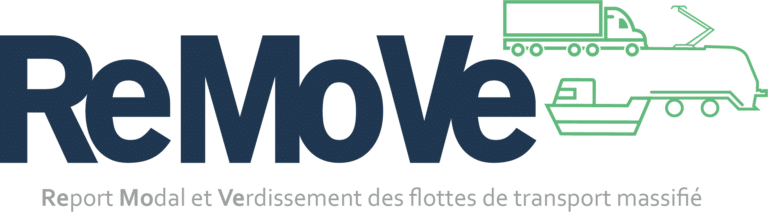 ReMoVe
Report Modal et Verdissement des flottes de transport massifié